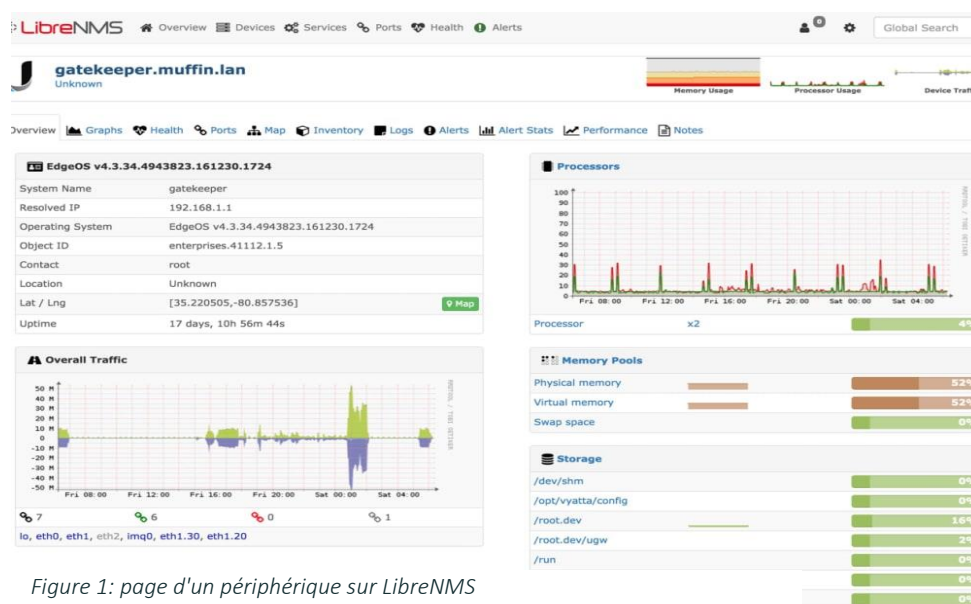 LibreNMS Overview Devices Services Ports Health Alerts 0 Global Search
gatekeeper.muffin.lan
Unknown
Memory Usage Processor Usage Device Traf
Overview Graphs Health Ports Map Inventory Logs Alerts Alert Stats Performance Notes
EdgeOS v4.3.34.4943823.161230.1724
System Name gatekeeper
Resolved IP 192.168.1.1
Operating System EdgeOS v4.3.34.4943823.161230.1724
Object ID enterprises.41112.1.5
Contact root
Location Unknown
Lat / Lng [35.220505,-80.857536] Map
Uptime 17 days, 10h 56m 44s
Overall Traffic
50 M
40 M
30 M
20 M
10 M
0
-10 M
-20 M
-30 M
-40 M
-50 M
Fri 08:00 Fri 12:00 Fri 16:00 Fri 20:00 Sat 00:00 Sat 04:00
7 6 0 1
lo, eth0, eth1, eth2, imq0, eth1.30, eth1.20
Processors
100
90
80
70
60
50
40
30
20
10
0
Fri 08:00 Fri 12:00 Fri 16:00 Fri 20:00 Sat 00:00 Sat 04:00
RRDTOOL / TOBI OETIKER
Processor x2 4%
Memory Pools
Physical memory 52%
Virtual memory 52%
Swap space 0%
Storage
/dev/shm 0%
/opt/vyatta/config 0%
/root.dev 16%
/root.dev/ugw 2%
/run 0%
0%
0%
Figure 1: page d'un périphérique sur LibreNMS